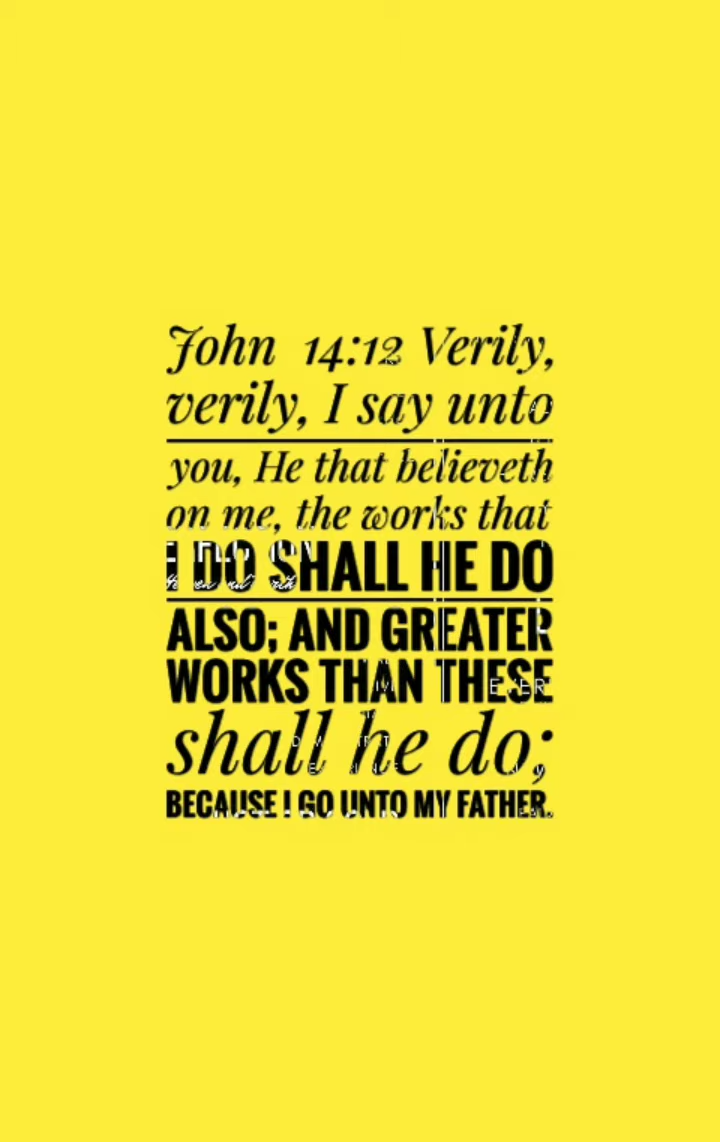 John 14:12 Verily,
verily, I say unto
you, He that believeth
on me, the works that
I DO SHALL HE DO
ALSO; AND GREATER
WORKS THAN THESE
shall he do;
BECAUSE I GO UNTO MY FATHER.